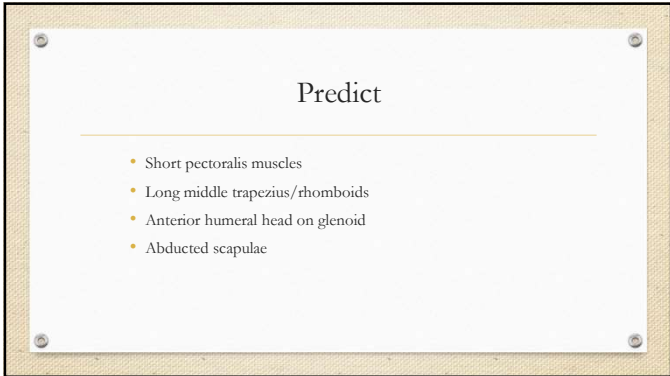 Predict
• Short pectoralis muscles
• Long middle trapezius/rhomboids
• Anterior humeral head on glenoid
• Abducted scapulae